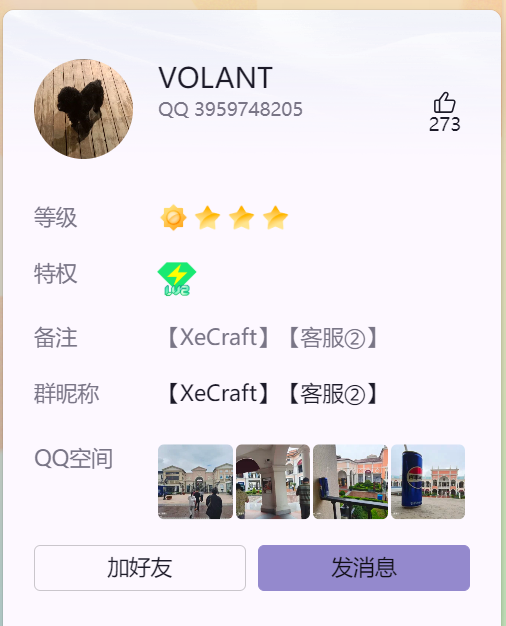 VOLANT
QQ 3959748205
273
等级
特权
LV2
备注 【XeCraft】【客服②】
群昵称 【XeCraft】【客服②】
QQ空间
加好友 发消息